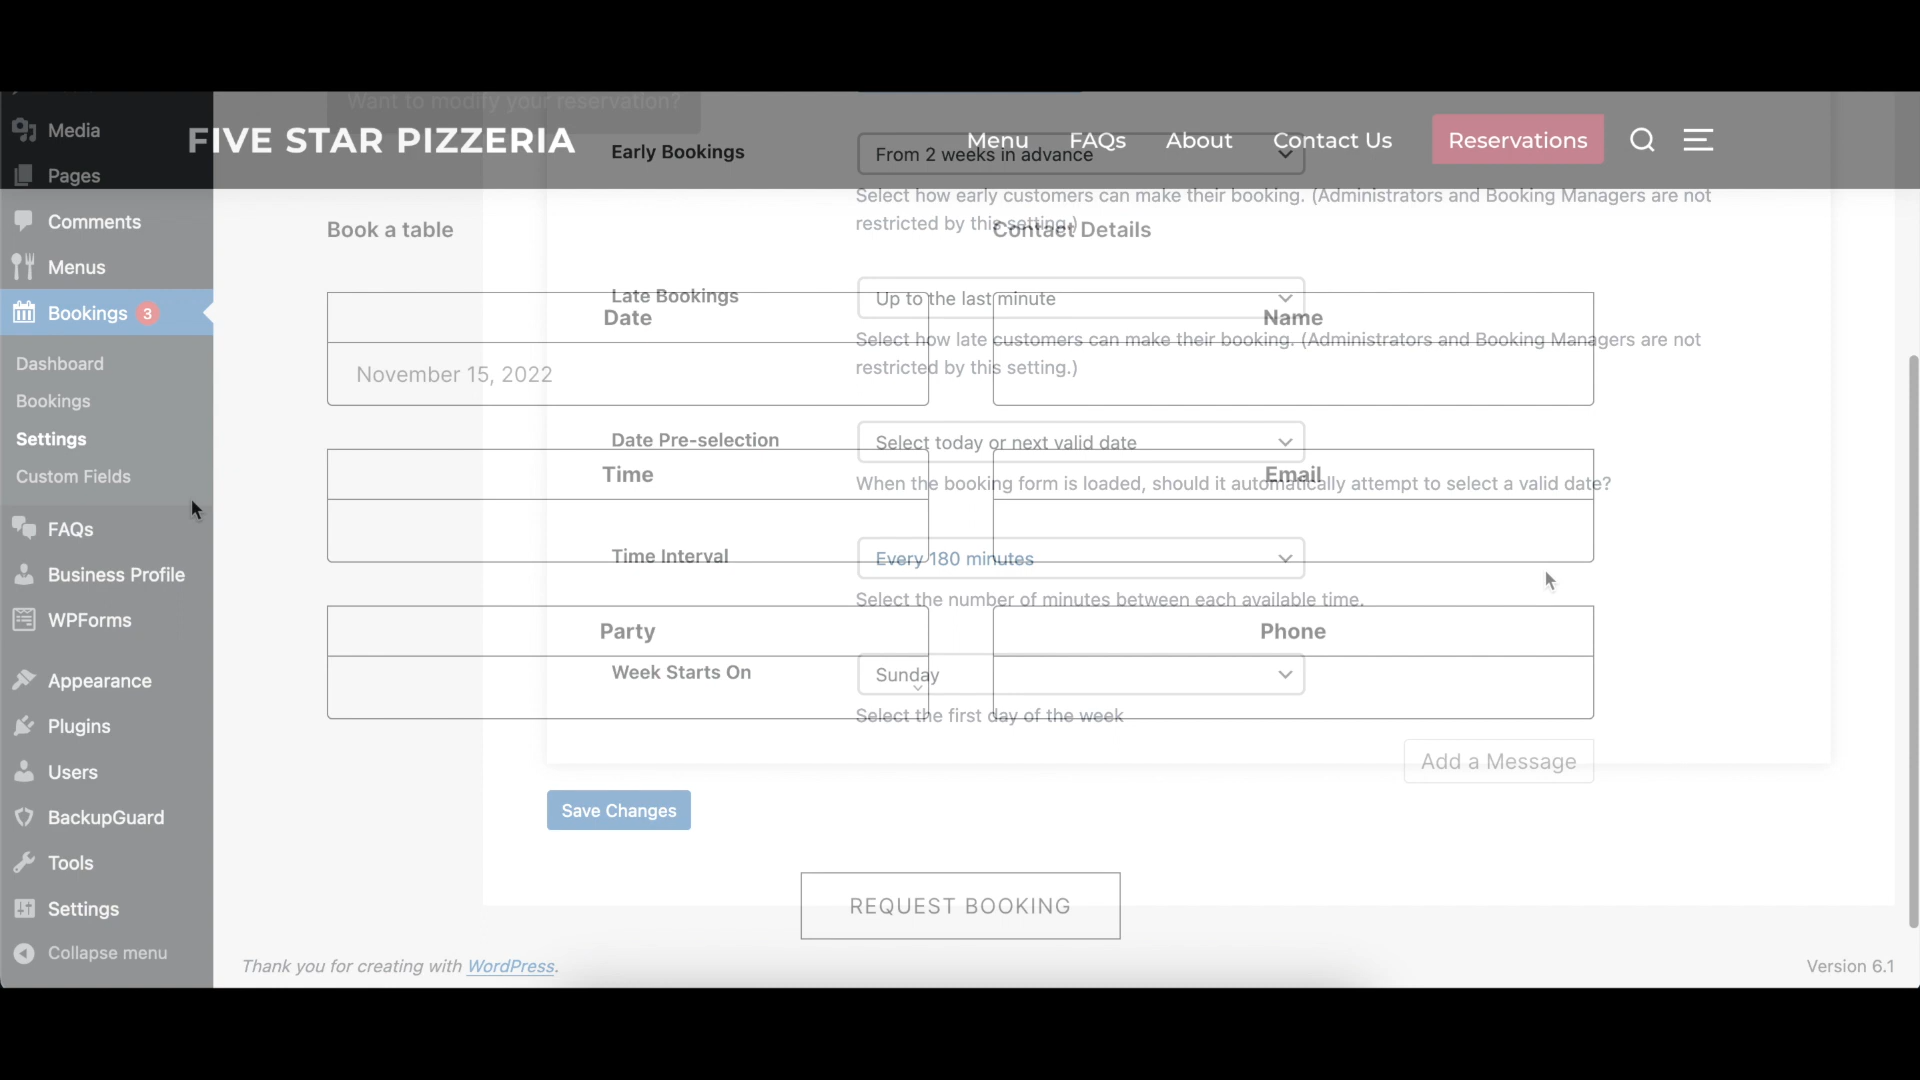 Want to modify your reservation?
FIVE STAR PIZZERIA
Menu
FAQs
About
Contact Us
Reservations
Media
Pages
Comments
Menus
Bookings 3
Dashboard
Bookings
Settings
Custom Fields
FAQs
Business Profile
WPForms
Appearance
Plugins
Users
BackupGuard
Tools
Settings
Collapse menu
Early Bookings
From 2 weeks in advance
Select how early customers can make their booking. (Administrators and Booking Managers are not
restricted by this setting.)
Late Bookings
Up to the last minute
Select how late customers can make their booking. (Administrators and Booking Managers are not
restricted by this setting.)
Date Pre-selection
Select today or next valid date
When the booking form is loaded, should it automatically attempt to select a valid date?
Time Interval
Every 180 minutes
Select the number of minutes between each available time.
Week Starts On
Sunday
Select the first day of the week
Save Changes
Book a table
Date
November 15, 2022
Time
Party
Contact Details
Name
Email
Phone
Add a Message
REQUEST BOOKING
Thank you for creating with WordPress.
Version 6.1